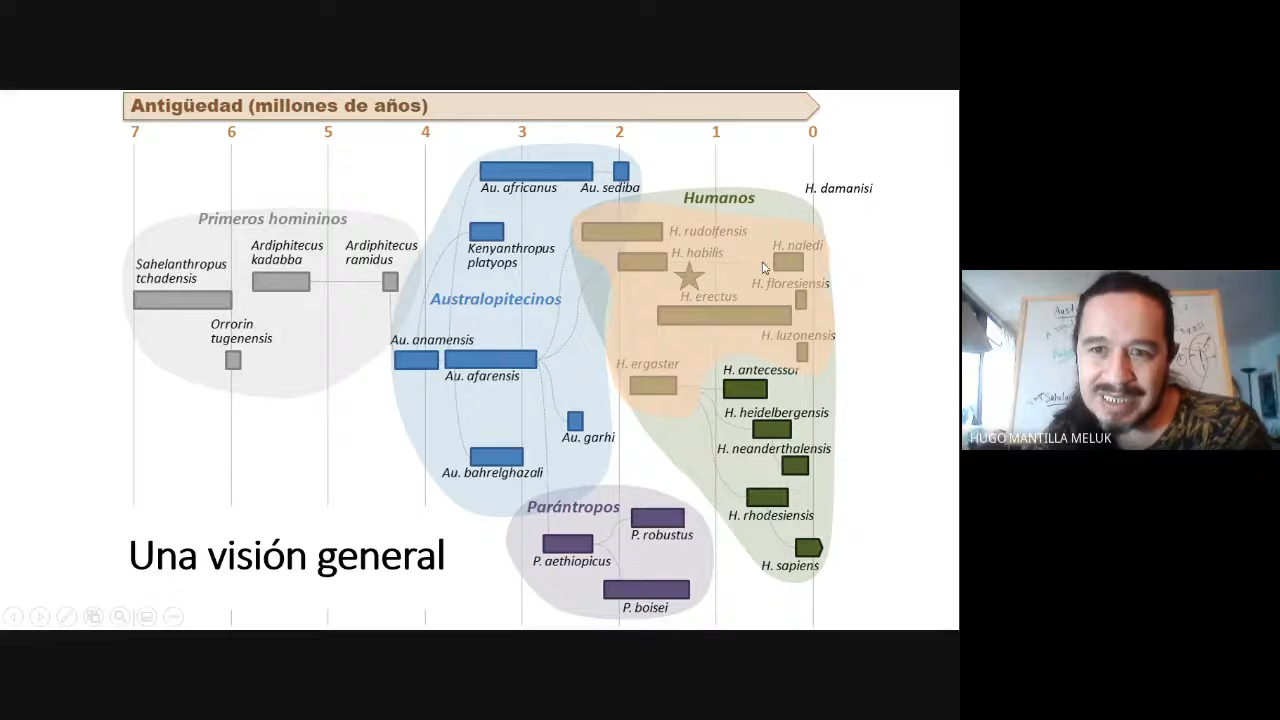 Antigüedad (millones de años)
7 6 5 4 3 2 1 0
Au. africanus
Au. sediba
Humanos
H. damanisi
Primeros homininos
Kenyanthropus
platyops
H. rudolfensis
H. habilis
H. naledi
Ardiphitecus
kadabba
Ardiphitecus
ramidus
Sahelanthropus
tchadensis
H. floresiensis
Australopitecinos
H. erectus
Orrorin
tugenensis
Au. anamensis
H. luzonensis
Au. afarensis
H. ergaster
H. antecessor
H. heidelbergensis
Au. garhi
H. neanderthalensis
Au. bahrelghazali
Parántropos
H. rhodesiensis
P. robustus
Una visión general
P. aethiopicus
H. sapiens
P. boisei
HUGO MANTILLA MELUK